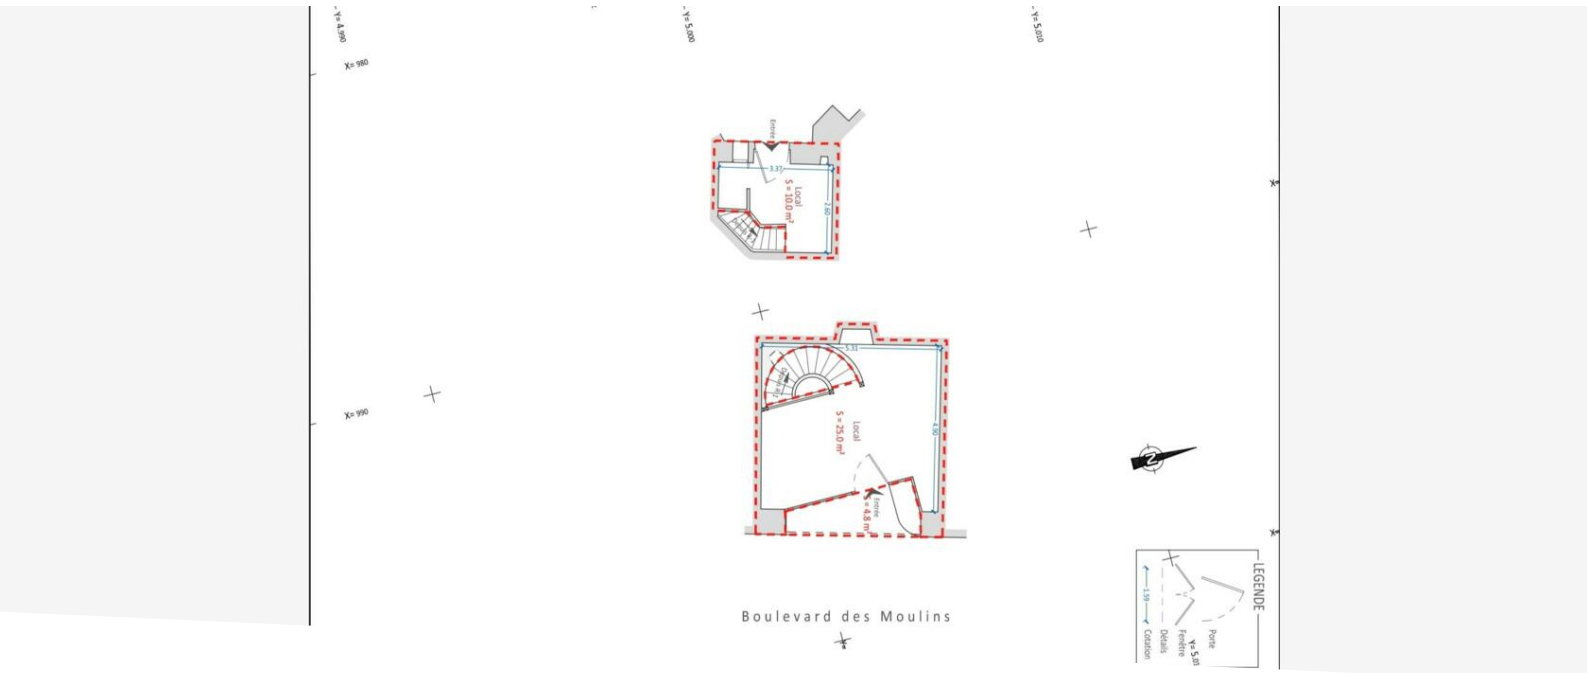 Y= 4.990
Y= 5.000
Y= 5.010
X= 980
Entrée
3.37
Local
S = 10.0 m²
2.60
5.31
Local
S = 25.0 m²
4.90
X= 990
Entrée
S = 4.8 m²
N
Boulevard des Moulins
LEGENDE
Porte
Fenêtre
Détails
1.59
Cotation
Y= 5.01